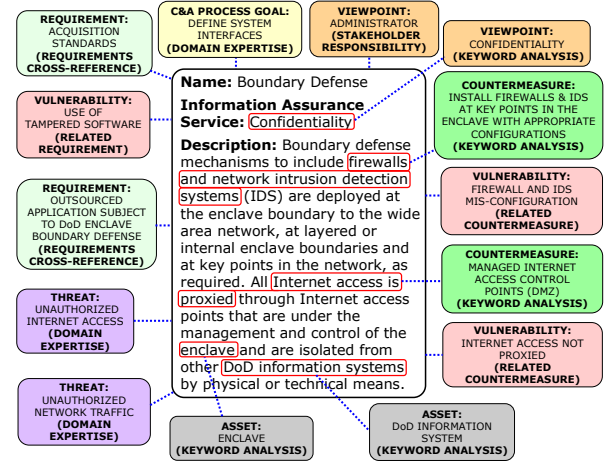 REQUIREMENT:
ACQUISITION
STANDARDS
(REQUIREMENTS
CROSS-REFERENCE)
C&A PROCESS GOAL:
DEFINE SYSTEM
INTERFACES
(DOMAIN EXPERTISE)
VIEWPOINT:
ADMINISTRATOR
(STAKEHOLDER
RESPONSIBILITY)
VIEWPOINT:
CONFIDENTIALITY
(KEYWORD ANALYSIS)
VULNERABILITY:
USE OF
TAMPERED SOFTWARE
(RELATED
REQUIREMENT)
REQUIREMENT:
OUTSOURCED
APPLICATION SUBJECT
TO DoD ENCLAVE
BOUNDARY DEFENSE
(REQUIREMENTS
CROSS-REFERENCE)
THREAT:
UNAUTHORIZED
INTERNET ACCESS
(DOMAIN
EXPERTISE)
THREAT:
UNAUTHORIZED
NETWORK TRAFFIC
(DOMAIN
EXPERTISE)
Name: Boundary Defense
Information Assurance
Service: Confidentiality
Description: Boundary defense
mechanisms to include firewalls
and network intrusion detection
systems (IDS) are deployed at
the enclave boundary to the wide
area network, at layered or
internal enclave boundaries and
at key points in the network, as
required. All Internet access is
proxied through Internet access
points that are under the
management and control of the
enclave and are isolated from
other DoD information systems
by physical or technical means.
COUNTERMEASURE:
INSTALL FIREWALLS & IDS
AT KEY POINTS IN THE
ENCLAVE WITH APPROPRIATE
CONFIGURATIONS
(KEYWORD ANALYSIS)
VULNERABILITY:
FIREWALL AND IDS
MIS-CONFIGURATION
(RELATED
COUNTERMEASURE)
COUNTERMEASURE:
MANAGED INTERNET
ACCESS CONTROL
POINTS (DMZ)
(KEYWORD ANALYSIS)
VULNERABILITY:
INTERNET ACCESS NOT
PROXIED
(RELATED
COUNTERMEASURE)
ASSET:
ENCLAVE
(KEYWORD ANALYSIS)
ASSET:
DoD INFORMATION
SYSTEM
(KEYWORD ANALYSIS)